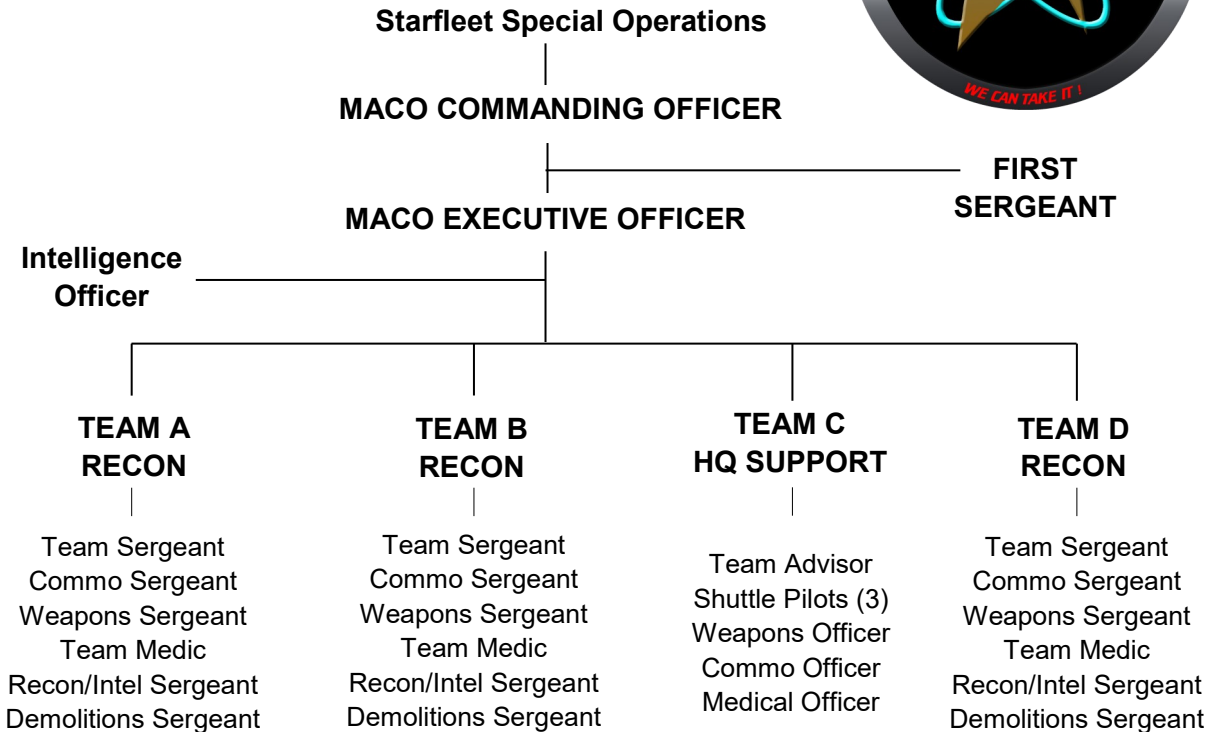 Starfleet Special Operations
WE CAN TAKE IT !
MACO COMMANDING OFFICER
FIRST
SERGEANT
MACO EXECUTIVE OFFICER
Intelligence
Officer
TEAM A
RECON
Team Sergeant
Commo Sergeant
Weapons Sergeant
Team Medic
Recon/Intel Sergeant
Demolitions Sergeant
TEAM B
RECON
Team Sergeant
Commo Sergeant
Weapons Sergeant
Team Medic
Recon/Intel Sergeant
Demolitions Sergeant
TEAM C
HQ SUPPORT
Team Advisor
Shuttle Pilots (3)
Weapons Officer
Commo Officer
Medical Officer
TEAM D
RECON
Team Sergeant
Commo Sergeant
Weapons Sergeant
Team Medic
Recon/Intel Sergeant
Demolitions Sergeant